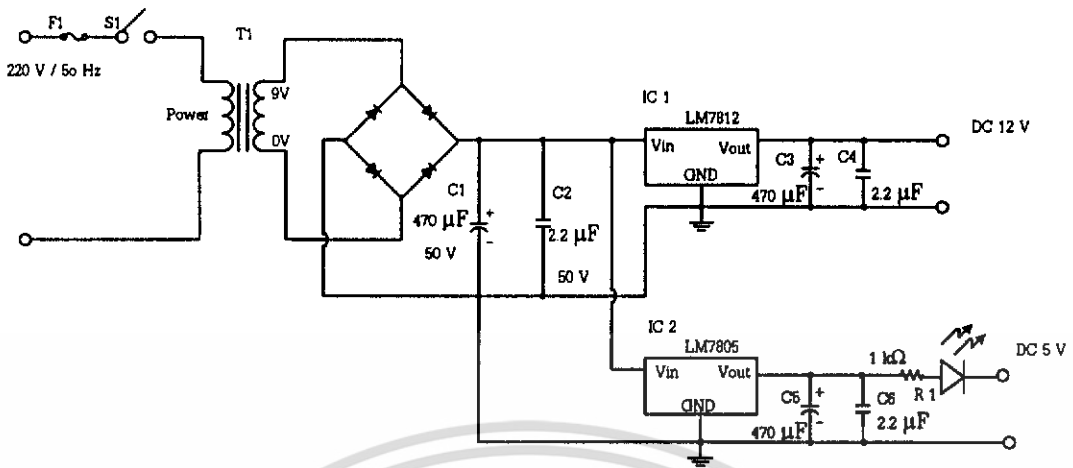 F1
S1
T1
220 V / 5o Hz
Power
9V
0V
IC 1
LM7812
Vin
Vout
GND
DC 12 V
C3
+
-
C4
470 μF
2.2 μF
C1
470 μF
+
-
50 V
C2
2.2 μF
50 V
IC 2
LM7805
Vin
Vout
GND
1 kΩ
R 1
DC 5 V
C5
+
-
C6
470 μF
2.2 μF